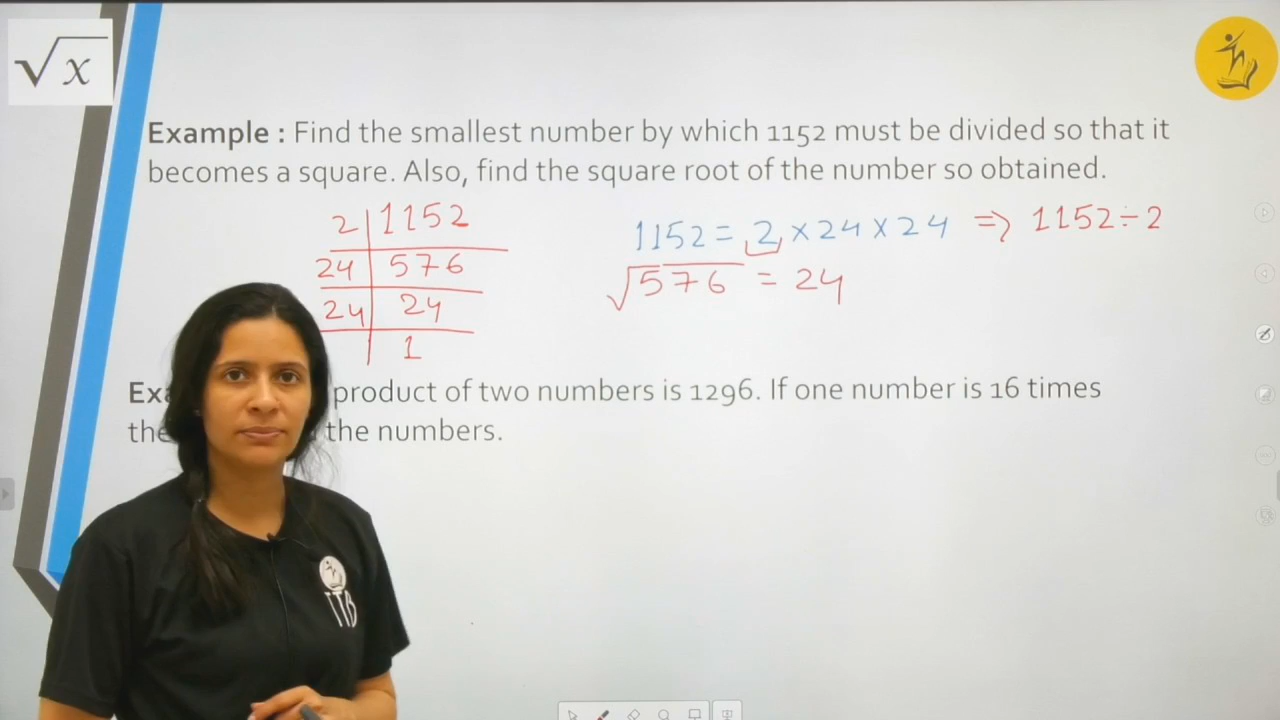 √x
Example : Find the smallest number by which 1152 must be divided so that it
becomes a square. Also, find the square root of the number so obtained.
2 | 1152
24 | 576
24 | 24
1
1152 = 2 × 24 × 24 ⇒ 1152 ÷ 2
√576 = 24
product of two numbers is 1296. If one number is 16 times
the numbers.
ITB